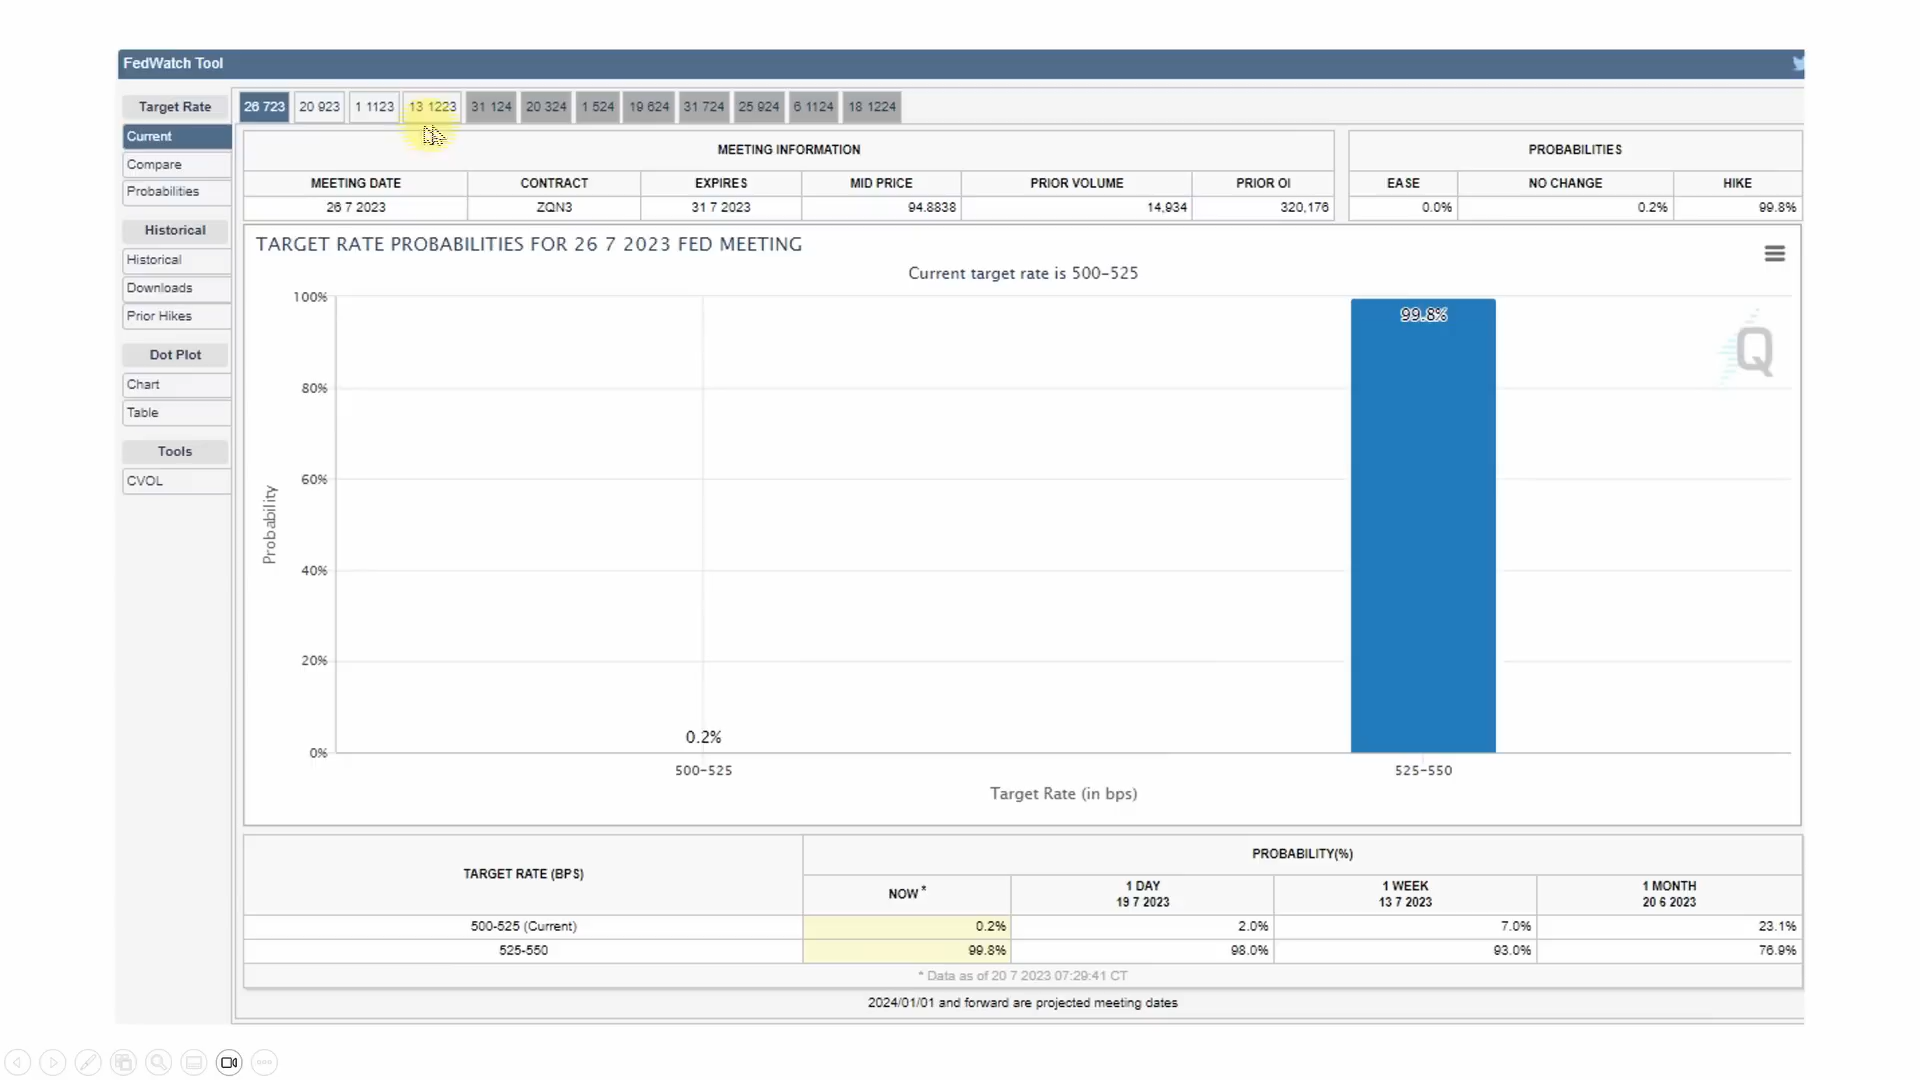 FedWatch Tool
Target Rate
Current
Compare
Probabilities
Historical
Historical
Downloads
Prior Hikes
Dot Plot
Chart
Table
Tools
CVOL
26 723 20 923 1 1123 13 1223 31 124 20 324 1 524 19 624 31 724 25 924 6 1124 18 1224
MEETING INFORMATION
MEETING DATE CONTRACT EXPIRES MID PRICE PRIOR VOLUME PRIOR OI
26 7 2023 ZQN3 31 7 2023 94.8838 14,934 320,176
PROBABILITIES
EASE NO CHANGE HIKE
0.0% 0.2% 99.8%
TARGET RATE PROBABILITIES FOR 26 7 2023 FED MEETING
Current target rate is 500-525
Probability
100%
80%
60%
40%
20%
0%
99.8%
Q
0.2%
500-525 525-550
Target Rate (in bps)
TARGET RATE (BPS) PROBABILITY(%)
NOW * 1 DAY 1 WEEK 1 MONTH
19 7 2023 13 7 2023 20 6 2023
500-525 (Current) 0.2% 2.0% 7.0% 23.1%
525-550 99.8% 98.0% 93.0% 76.9%
* Data as of 20 7 2023 07:29:41 CT
2024/01/01 and forward are projected meeting dates